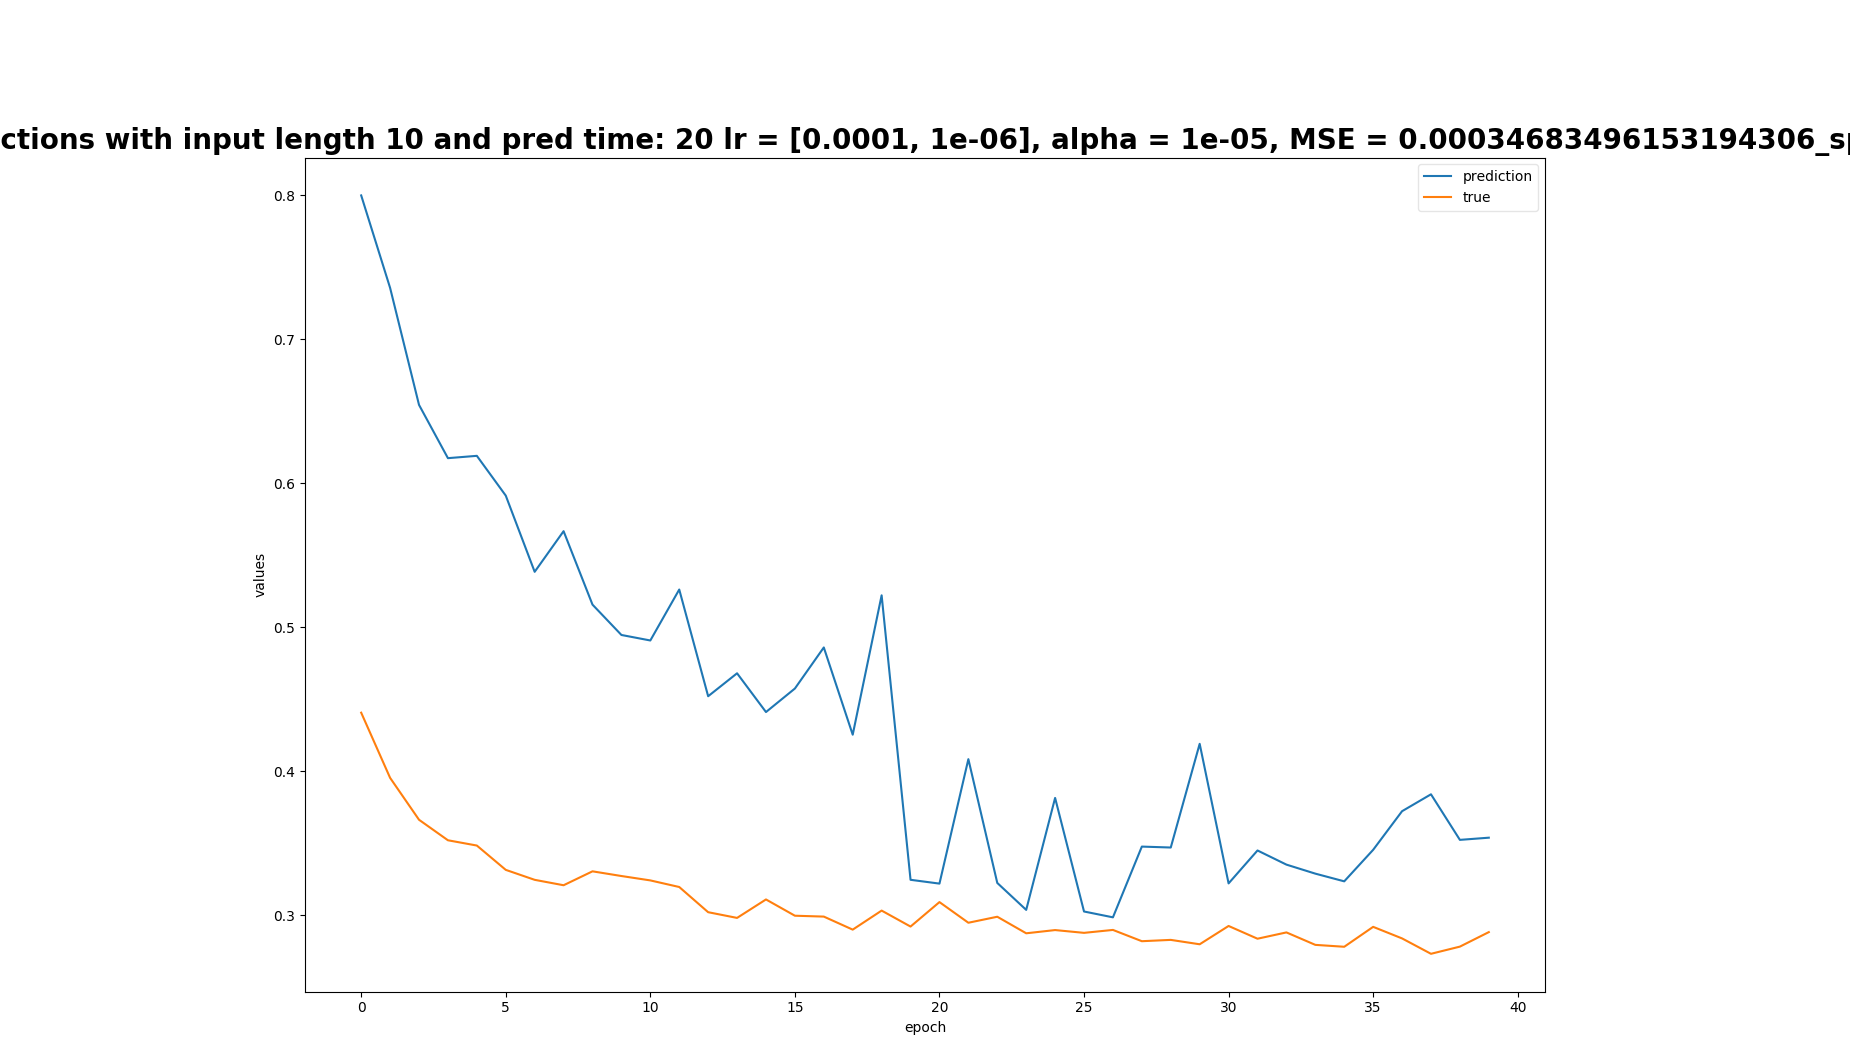 ctions with input length 10 and pred time: 20 lr = [0.0001, 1e-06], alpha = 1e-05, MSE = 0.00034683496153194306_sp
prediction
true
0.8
0.7
0.6
0.5
0.4
0.3
values
0 5 10 15 20 25 30 35 40
epoch